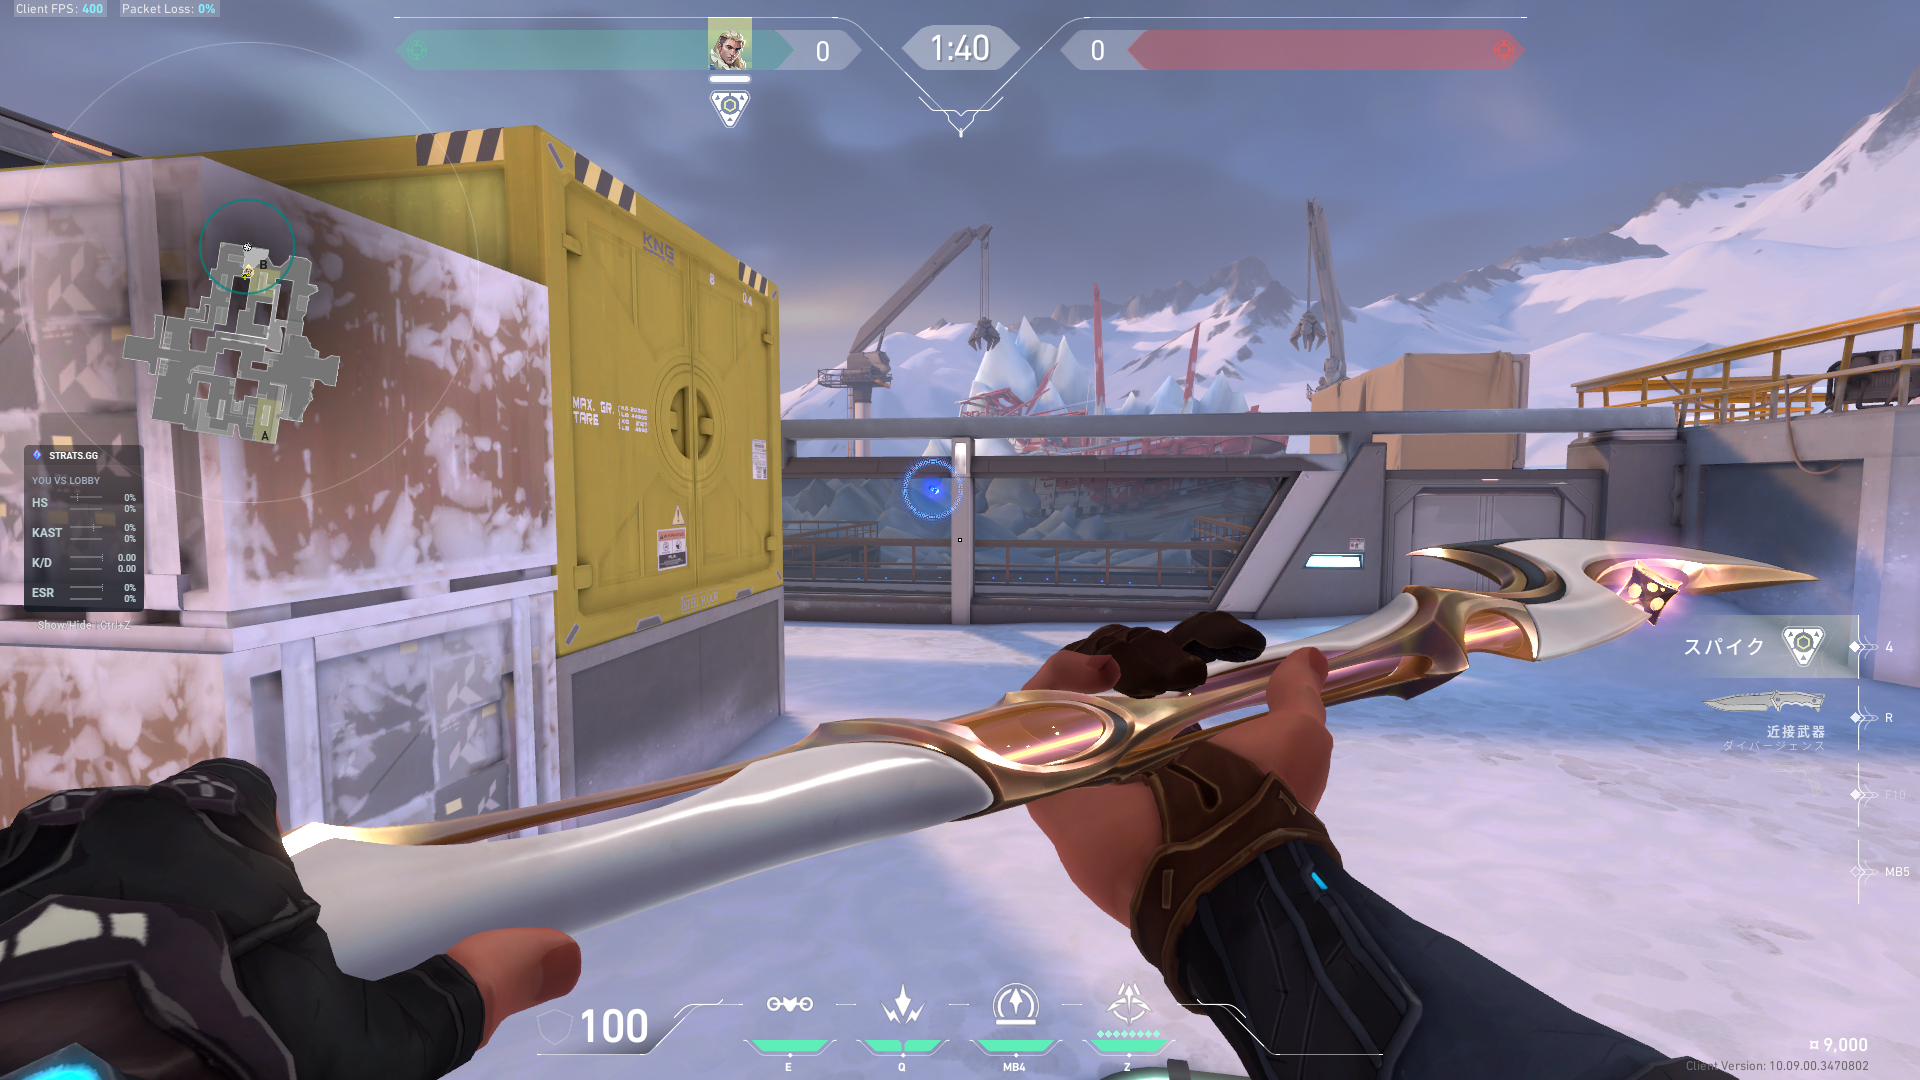 Client FPS: 400 Packet Loss: 0%
0
1:40
0
KNG
8
04
MAX. GR.
TARE
B
A
STRATS.GG
YOU VS LOBBY
HS 0%
0%
KAST 0%
0%
K/D 0.00
0.00
ESR 0%
0%
Show/Hide : Ctrl+Z
スパイク
4
R
近接武器
ダイバージェンス
F10
MB5
100
E
Q
MB4
Z
¤ 9,000
Client Version: 10.09.00.3470802